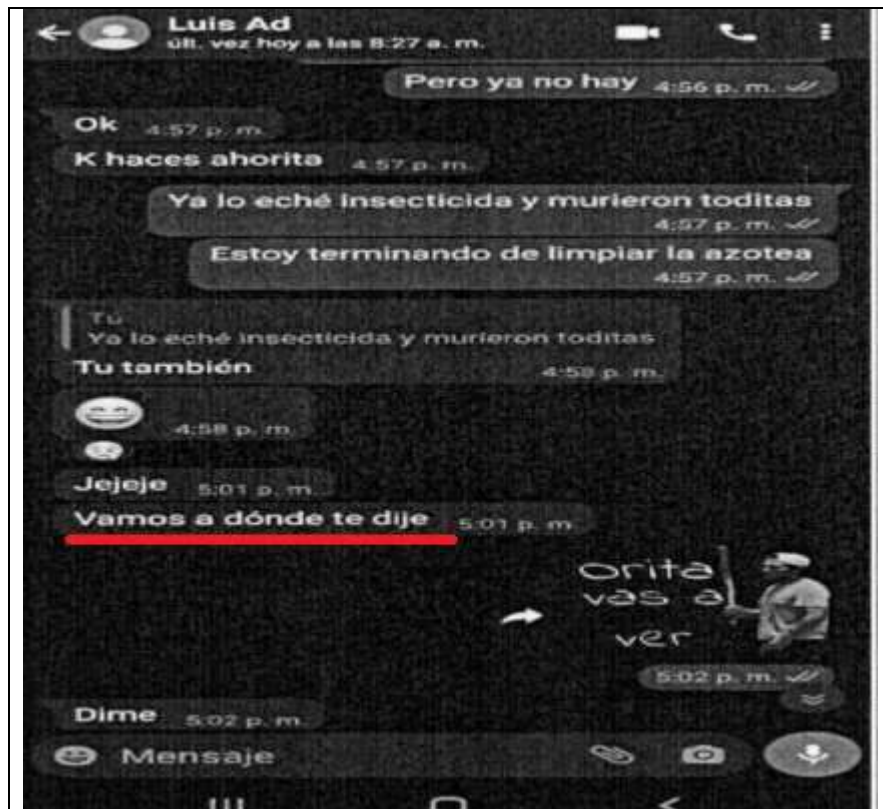 Luis Ad
últ. vez hoy a las 8:27 a. m.
Pero ya no hay 4:56 p. m.
Ok 4:57 p. m.
K haces ahorita 4:57 p. m.
Ya lo eché insecticida y murieron toditas
4:57 p. m.
Estoy terminando de limpiar la azotea
4:57 p. m.
Tú
Ya lo eché insecticida y murieron toditas
Tu también 4:58 p. m.
4:58 p. m.
Jejeje 5:01 p. m.
Vamos a dónde te dije 5:01 p. m.
orita
vas a
ver
5:02 p. m.
Dime 5:02 p. m.
Mensaje